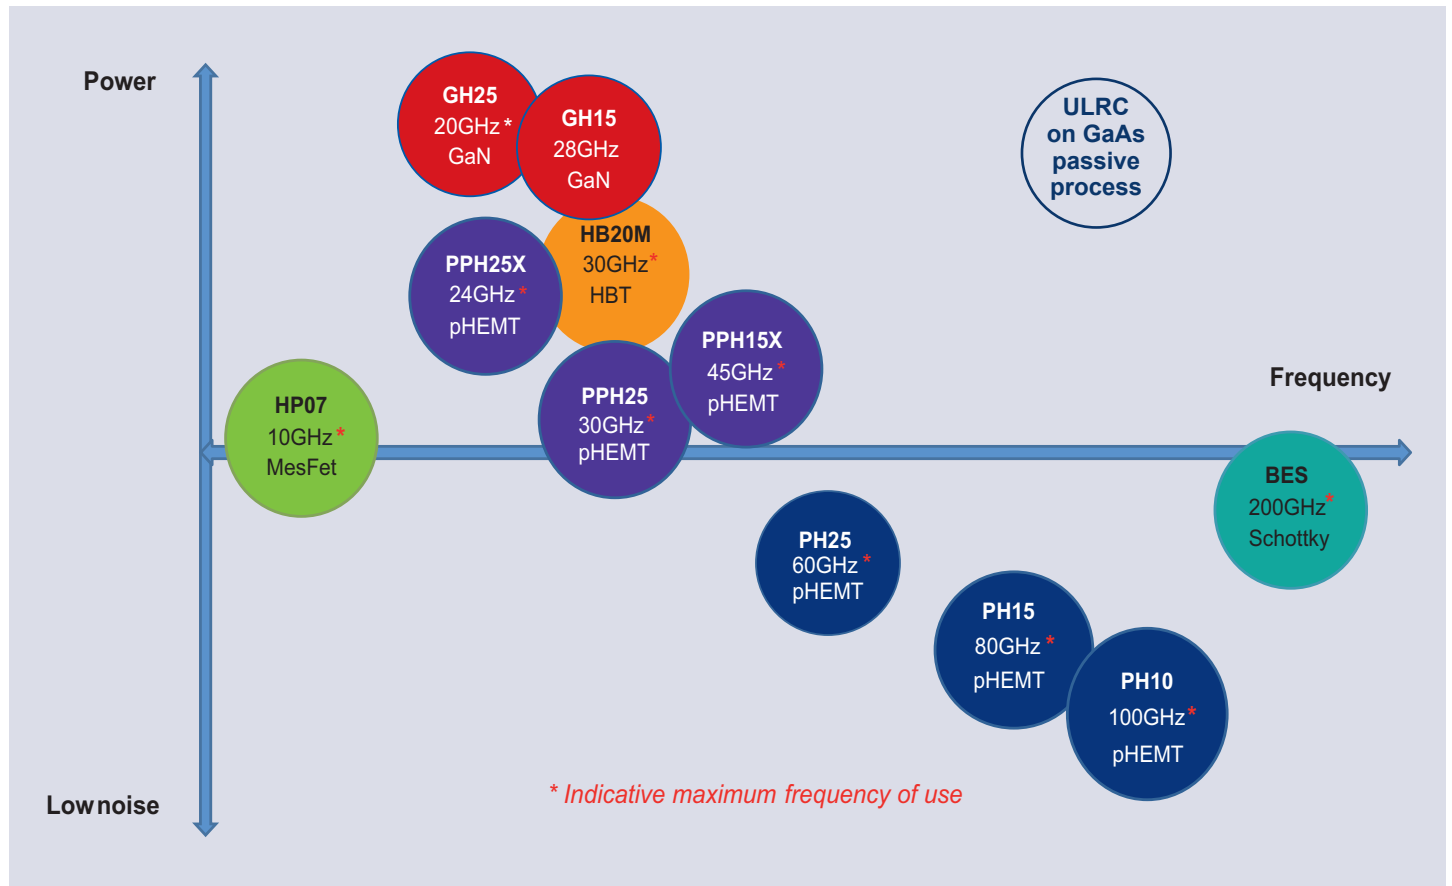 Power
GH25
20GHz *
GaN
GH15
28GHz
GaN
ULRC
on GaAs
passive
process
HB20M
30GHz*
HBT
PPH25X
24GHz *
pHEMT
PPH15X
45GHz *
pHEMT
Frequency
HP07
10GHz *
MesFet
PPH25
30GHz *
pHEMT
BES
200GHz*
Schottky
PH25
60GHz *
pHEMT
PH15
80GHz *
pHEMT
PH10
100GHz *
pHEMT
Low noise
* Indicative maximum frequency of use